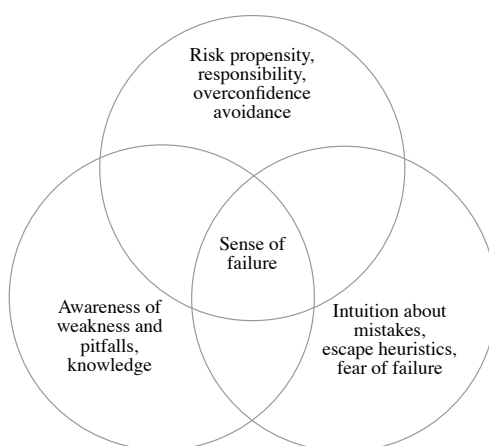 Risk propensity,
responsibility,
overconfidence
avoidance
Sense of
failure
Awareness of
weakness and
pitfalls,
knowledge
Intuition about
mistakes,
escape heuristics,
fear of failure